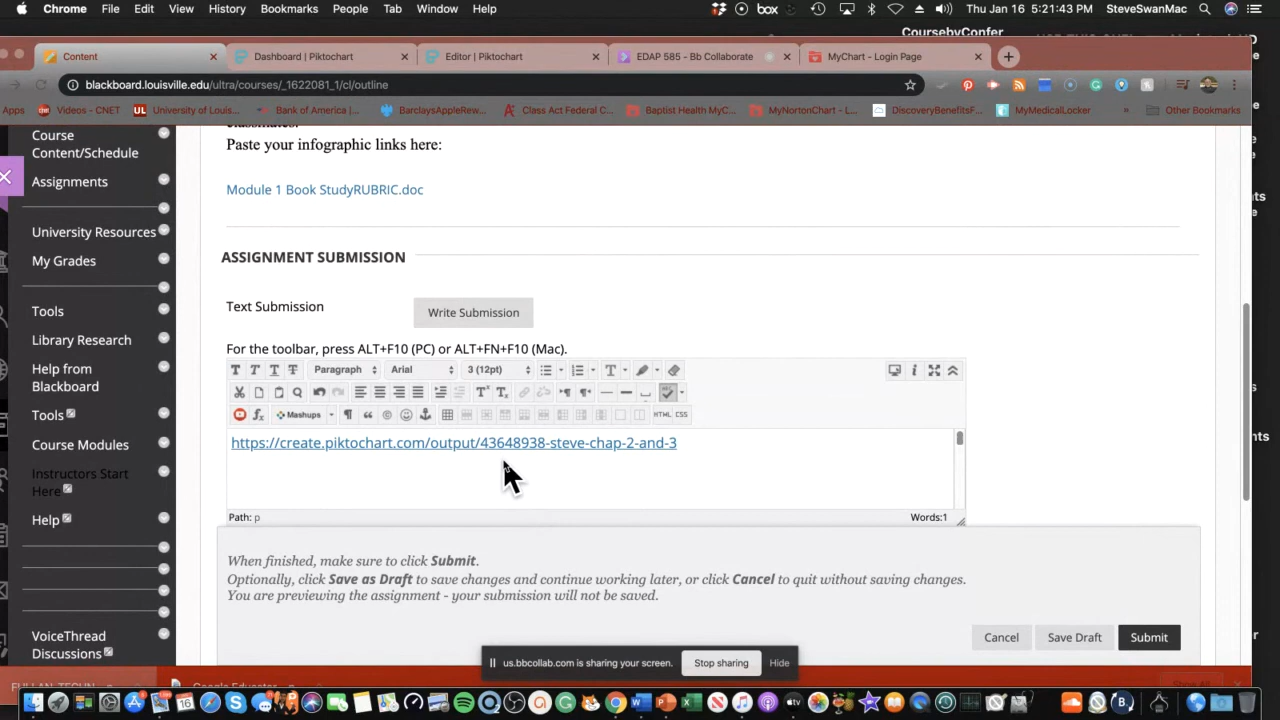 Chrome File Edit View History Bookmarks People Tab Window Help
box Thu Jan 16 5:21:43 PM SteveSwanMac
CoursebyConfer
Content
Dashboard | Piktochart
Editor | Piktochart
EDAP 585 - Bb Collaborate
MyChart - Login Page
blackboard.louisville.edu/ultra/courses/_1622081_1/cl/outline
Apps Videos - CNET University of Louis... Bank of America |... BarclaysAppleRew... Class Act Federal C... Baptist Health MyC... MyNortonChart - L... DiscoveryBenefitsF... MyMedicalLocker » Other Bookmarks
Course
Content/Schedule
Assignments
University Resources
My Grades
Tools
Library Research
Help from
Blackboard
Tools
Course Modules
Instructors Start
Here
Help
VoiceThread
Discussions
classmates.
Paste your infographic links here:
Module 1 Book StudyRUBRIC.doc
ASSIGNMENT SUBMISSION
Text Submission
Write Submission
For the toolbar, press ALT+F10 (PC) or ALT+FN+F10 (Mac).
T T T T Paragraph Arial 3 (12pt)
Mashups HTML CSS
https://create.piktochart.com/output/43648938-steve-chap-2-and-3
Path: p
Words:1
When finished, make sure to click Submit.
Optionally, click Save as Draft to save changes and continue working later, or click Cancel to quit without saving changes.
You are previewing the assignment - your submission will not be saved.
Cancel Save Draft Submit
us.bbcollab.com is sharing your screen. Stop sharing Hide
Show All